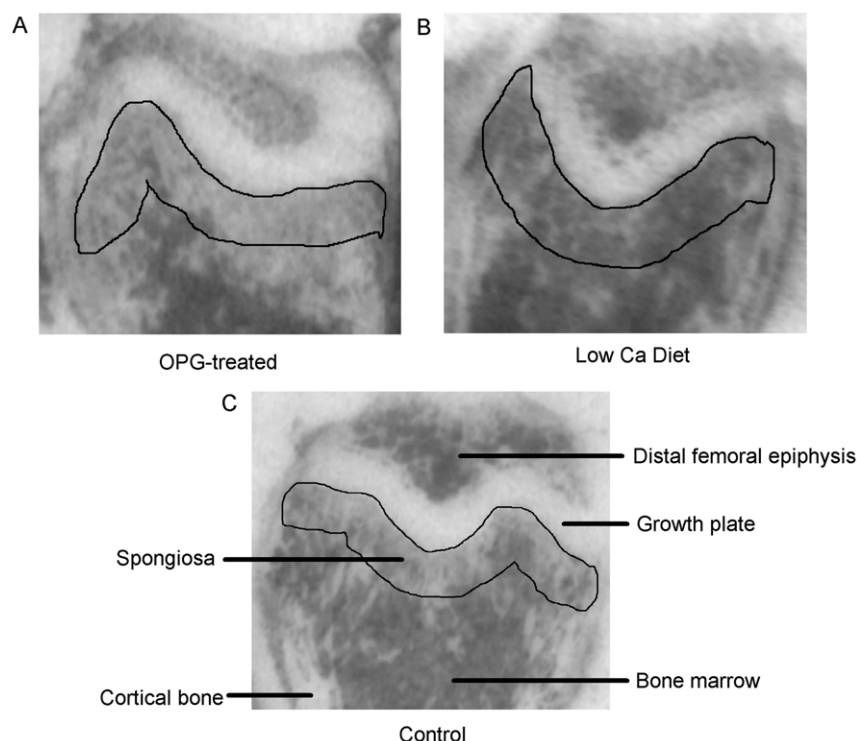 A
B
OPG-treated
Low Ca Diet
C
Distal femoral epiphysis
Growth plate
Spongiosa
Cortical bone
Bone marrow
Control